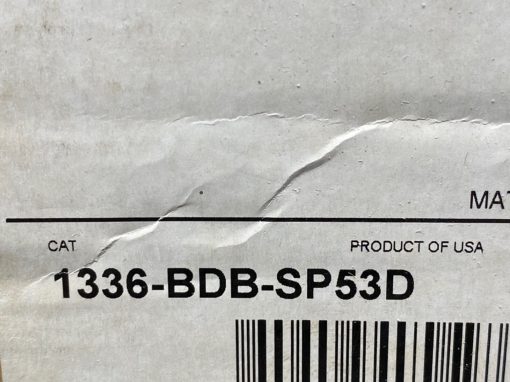 MAT
CAT PRODUCT OF USA
1336-BDB-SP53D